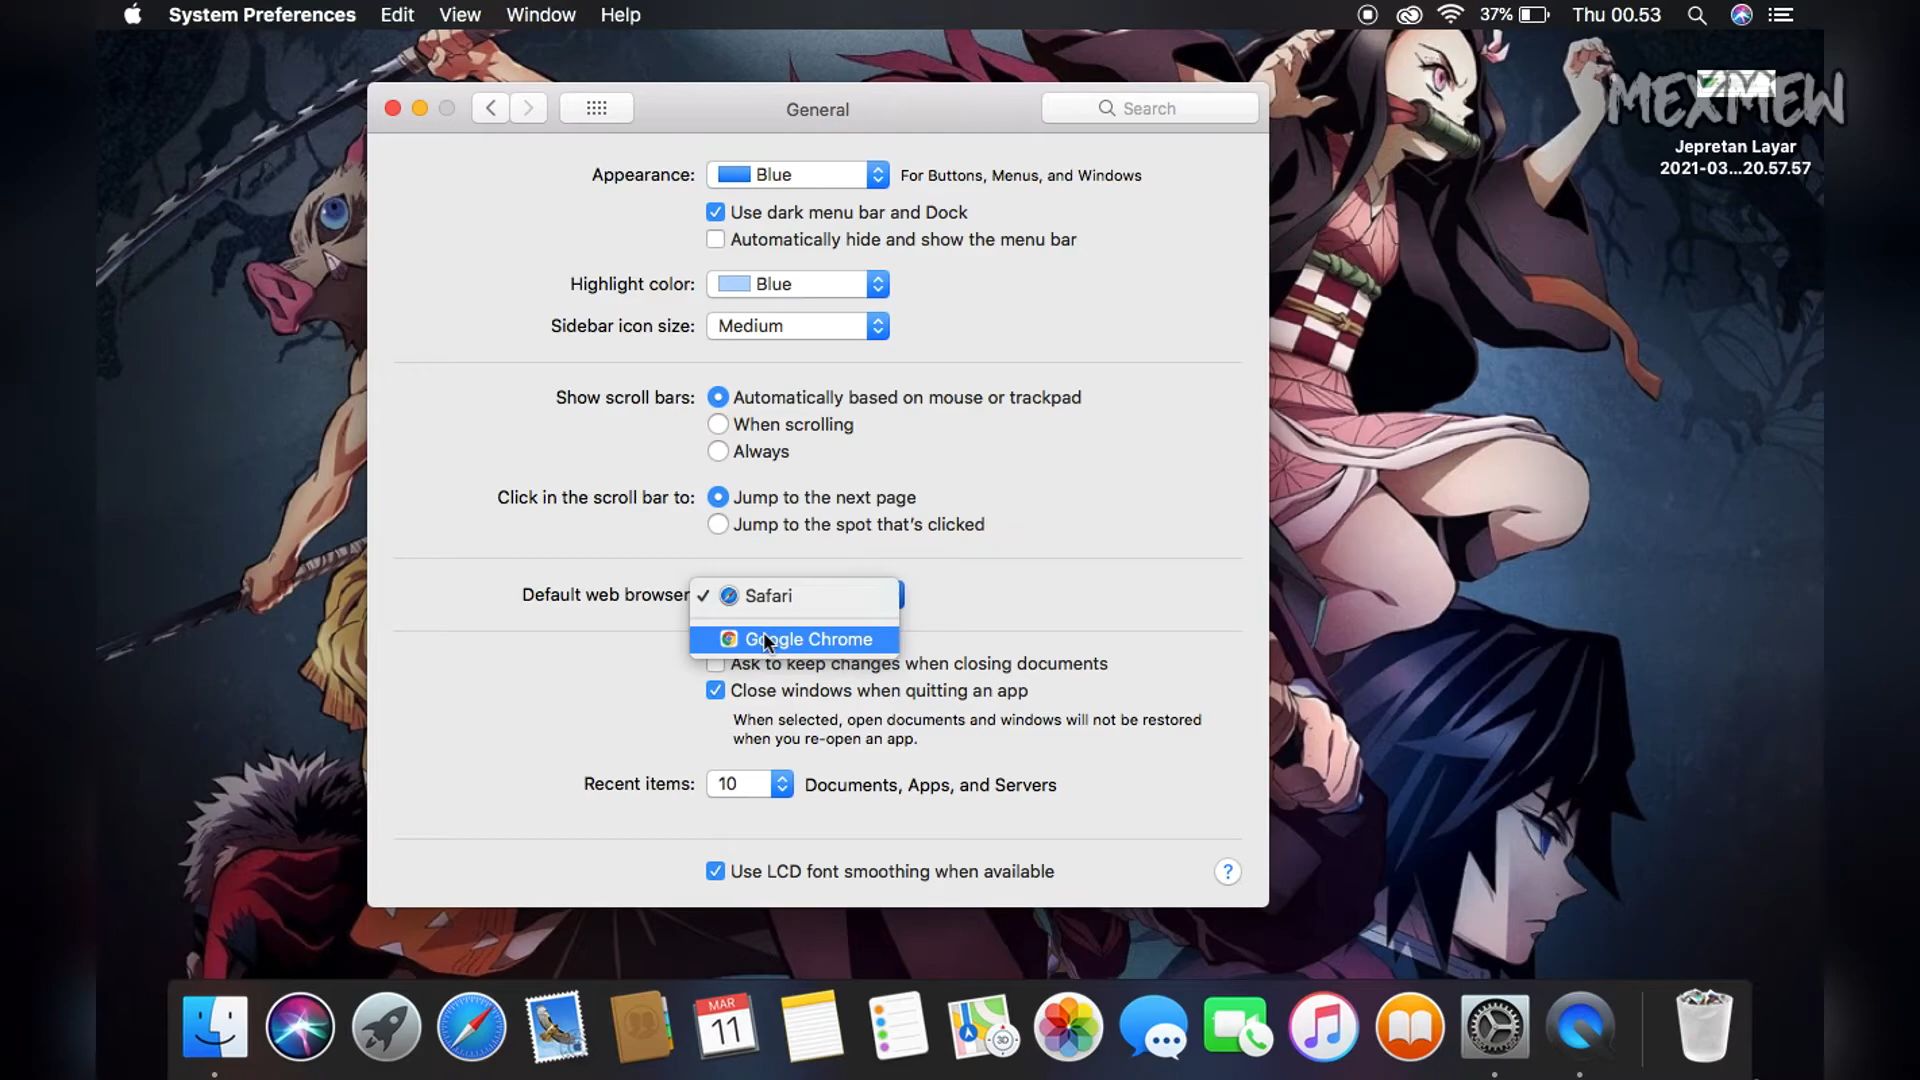 System Preferences Edit View Window Help 37% Thu 00.53
MEXMEW
Jepretan Layar
2021-03...20.57.57
General
Search
Appearance: Blue For Buttons, Menus, and Windows
Use dark menu bar and Dock
Automatically hide and show the menu bar
Highlight color: Blue
Sidebar icon size: Medium
Show scroll bars: Automatically based on mouse or trackpad
When scrolling
Always
Click in the scroll bar to: Jump to the next page
Jump to the spot that's clicked
Default web browser Safari
Google Chrome
Ask to keep changes when closing documents
Close windows when quitting an app
When selected, open documents and windows will not be restored
when you re-open an app.
Recent items: 10 Documents, Apps, and Servers
Use LCD font smoothing when available ?
MAR
11
3D